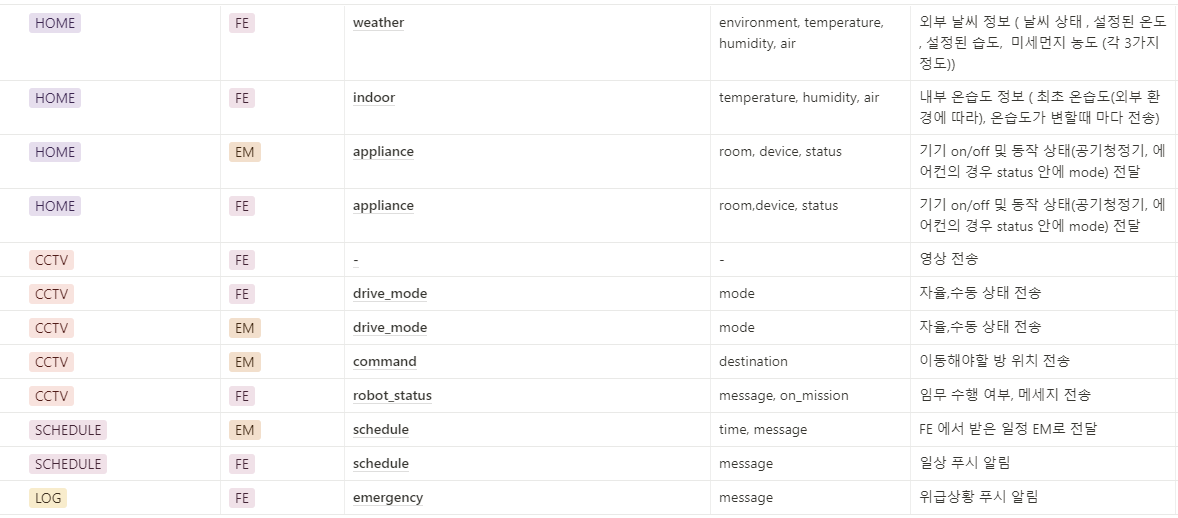 HOME FE weather environment, temperature, 외부 날씨 정보 ( 날씨 상태 , 설정된 온도
humidity, air , 설정된 습도,  미세먼지 농도 (각 3가지
정도))
HOME FE indoor temperature, humidity, air 내부 온습도 정보 ( 최초 온습도(외부 환
경에 따라), 온습도가 변할때 마다 전송)
HOME EM appliance room, device, status 기기 on/off 및 동작 상태(공기청정기, 에
어컨의 경우 status 안에 mode) 전달
HOME FE appliance room,device, status 기기 on/off 및 동작 상태(공기청정기, 에
어컨의 경우 status 안에 mode) 전달
CCTV FE - - 영상 전송
CCTV FE drive_mode mode 자율,수동 상태 전송
CCTV EM drive_mode mode 자율,수동 상태 전송
CCTV EM command destination 이동해야할 방 위치 전송
CCTV FE robot_status message, on_mission 임무 수행 여부, 메세지 전송
SCHEDULE EM schedule time, message FE 에서 받은 일정 EM로 전달
SCHEDULE FE schedule message 일상 푸시 알림
LOG FE emergency message 위급상황 푸시 알림